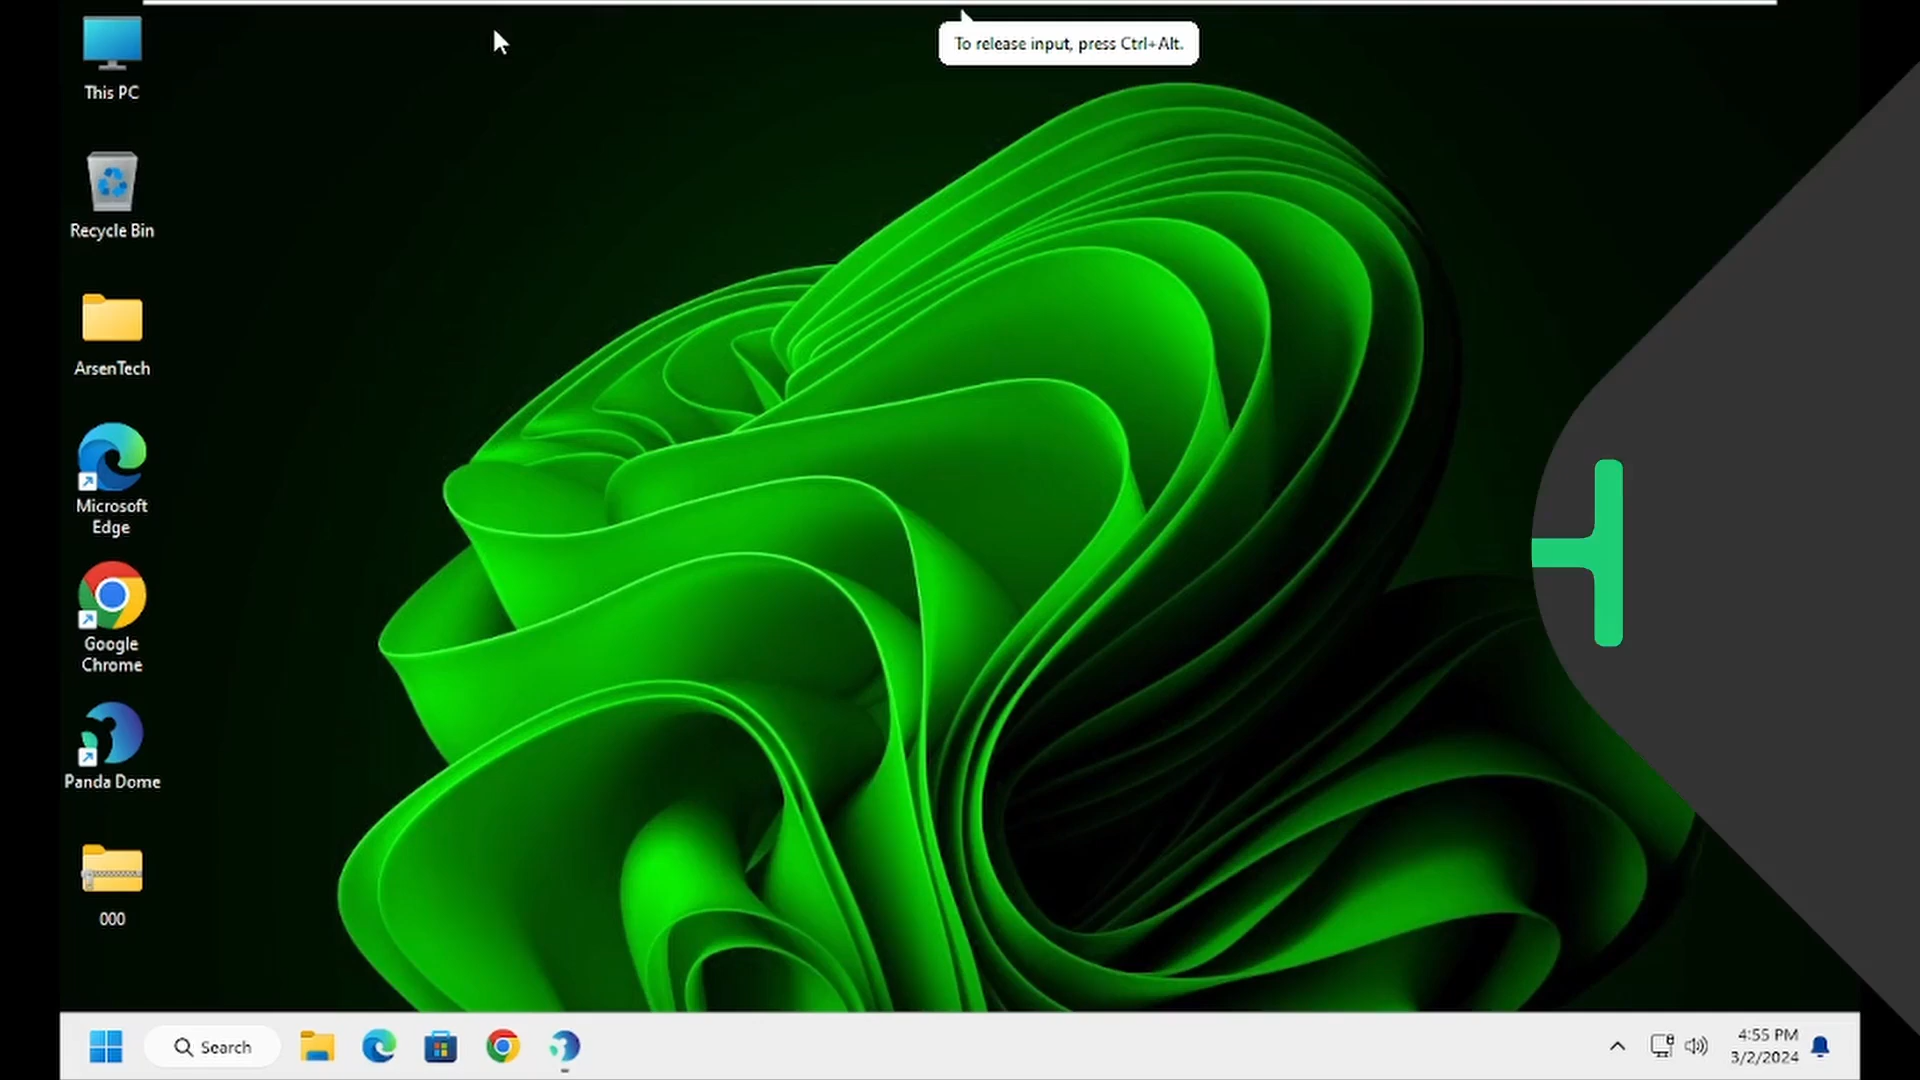 To release input, press Ctrl+Alt.
This PC
Recycle Bin
ArsenTech
Microsoft
Edge
Google
Chrome
Panda Dome
000
Search
4:55 PM
3/2/2024